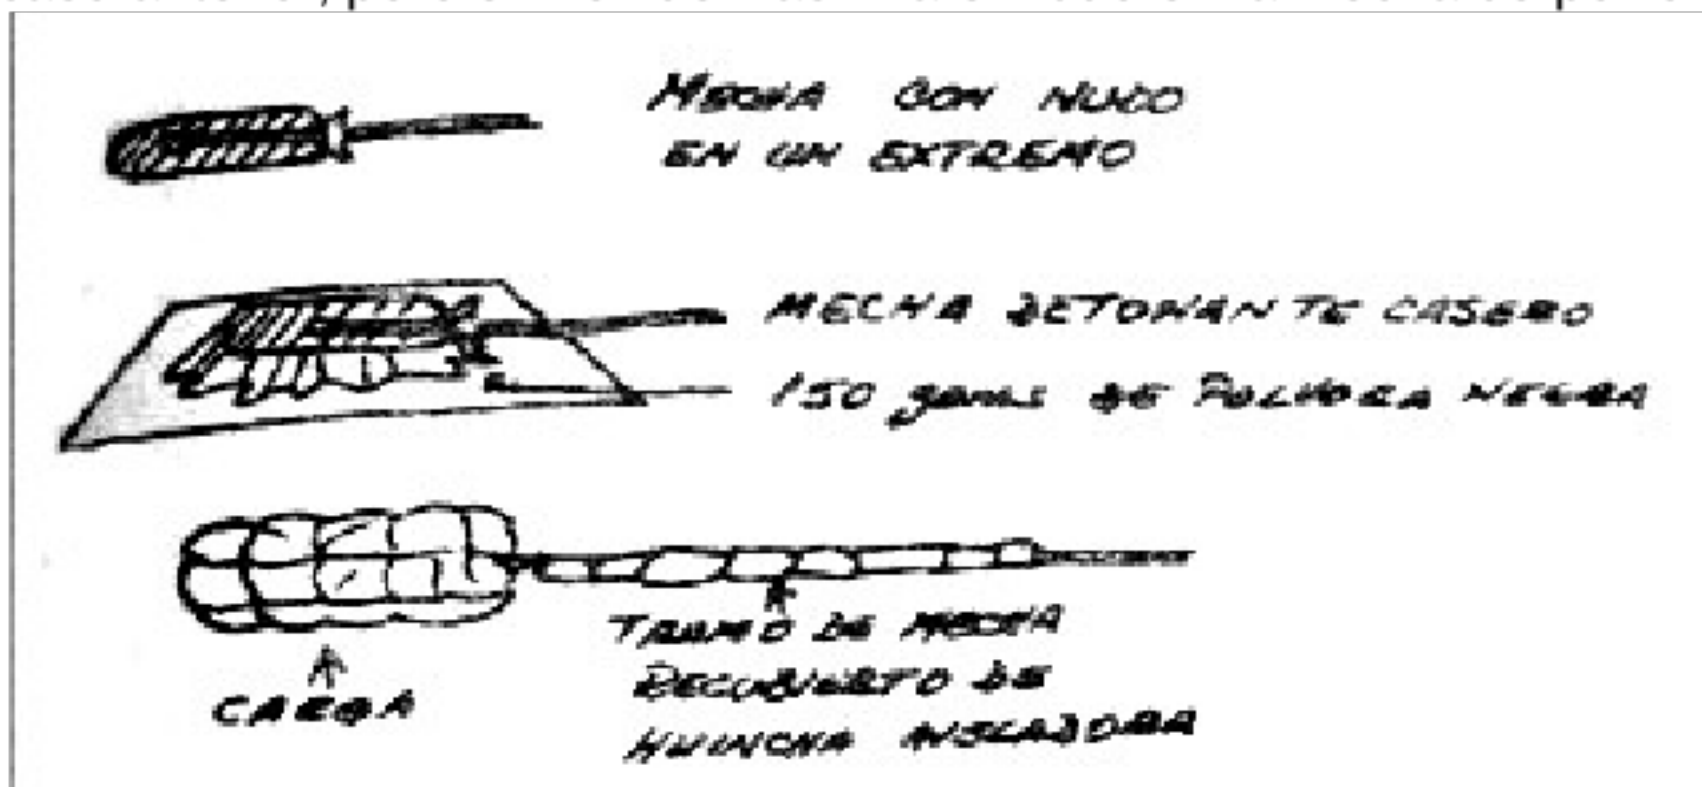 MECHA CON NUDO
EN UN EXTREMO
MECHA DETONANTE CASERO
150 grms DE POLVORA NEGRA
TRAMO DE MECHA
RECUBIERTO DE
HUINCHA AISLADORA
CARGA